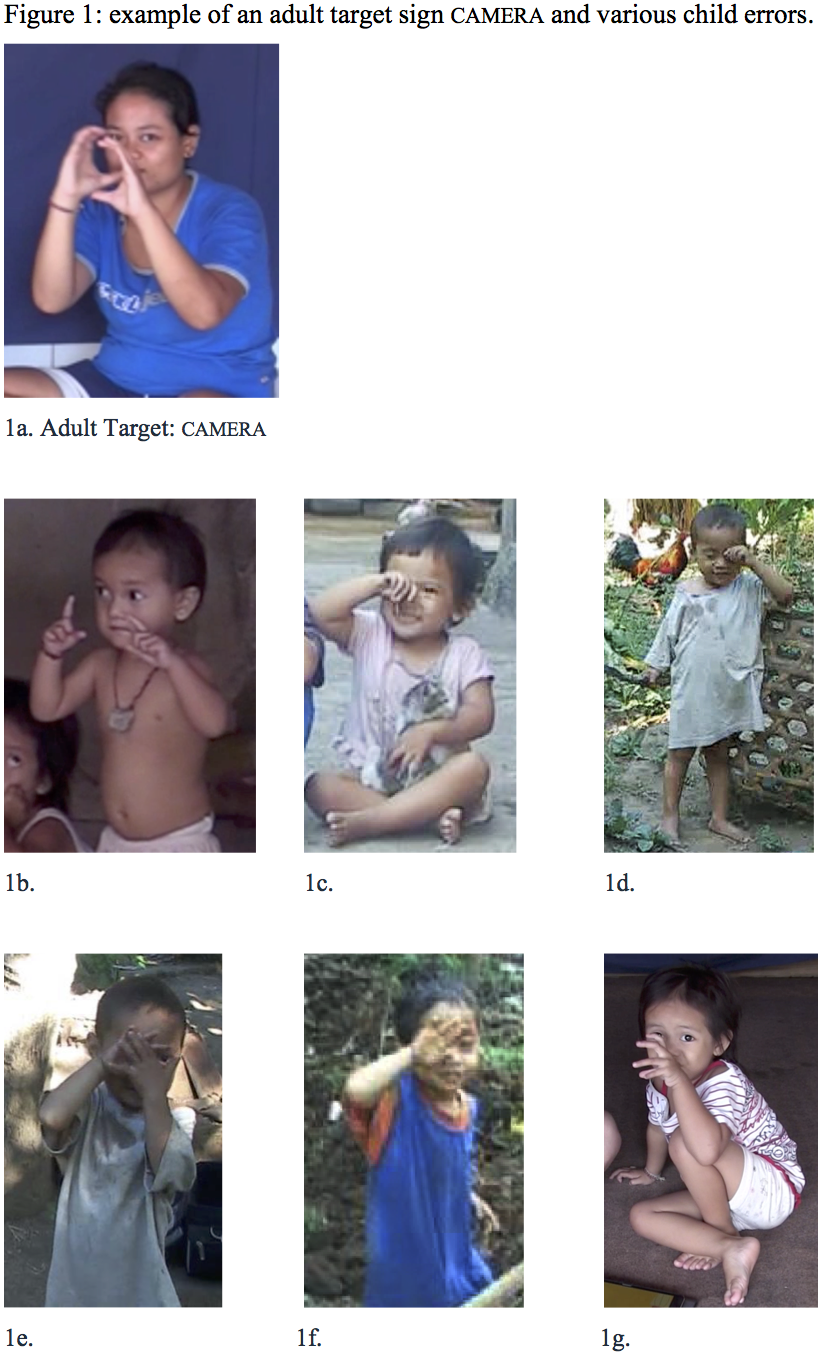 Figure 1: example of an adult target sign CAMERA and various child errors.
1a. Adult Target: CAMERA
1b.
1c.
1d.
1e.
1f.
1g.